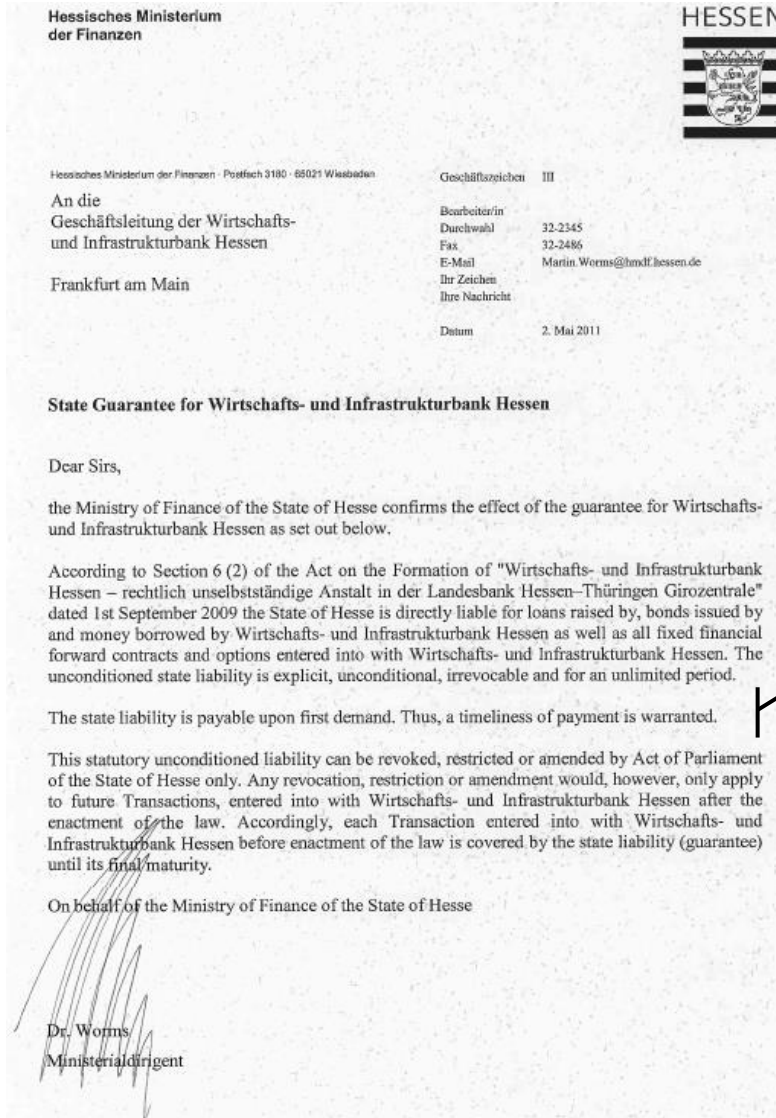 Hessisches Ministerium
der Finanzen
HESSEN
Hessisches Ministerium der Finanzen · Postfach 3180 · 65021 Wiesbaden
An die
Geschäftsleitung der Wirtschafts-
und Infrastrukturbank Hessen
Frankfurt am Main
Geschäftszeichen III
Bearbeiter/in
Durchwahl 32-2345
Fax 32-2486
E-Mail Martin.Worms@hmdf.hessen.de
Ihr Zeichen
Ihre Nachricht
Datum 2. Mai 2011
State Guarantee for Wirtschafts- und Infrastrukturbank Hessen
Dear Sirs,
the Ministry of Finance of the State of Hesse confirms the effect of the guarantee for Wirtschafts-
und Infrastrukturbank Hessen as set out below.
According to Section 6 (2) of the Act on the Formation of "Wirtschafts- und Infrastrukturbank
Hessen – rechtlich unselbstständige Anstalt in der Landesbank Hessen–Thüringen Girozentrale"
dated 1st September 2009 the State of Hesse is directly liable for loans raised by, bonds issued by
and money borrowed by Wirtschafts- und Infrastrukturbank Hessen as well as all fixed financial
forward contracts and options entered into with Wirtschafts- und Infrastrukturbank Hessen. The
unconditioned state liability is explicit, unconditional, irrevocable and for an unlimited period.
The state liability is payable upon first demand. Thus, a timeliness of payment is warranted.
This statutory unconditioned liability can be revoked, restricted or amended by Act of Parliament
of the State of Hesse only. Any revocation, restriction or amendment would, however, only apply
to future Transactions, entered into with Wirtschafts- und Infrastrukturbank Hessen after the
enactment of the law. Accordingly, each Transaction entered into with Wirtschafts- und
Infrastrukturbank Hessen before enactment of the law is covered by the state liability (guarantee)
until its final maturity.
On behalf of the Ministry of Finance of the State of Hesse
Dr. Worms
Ministerialdirigent